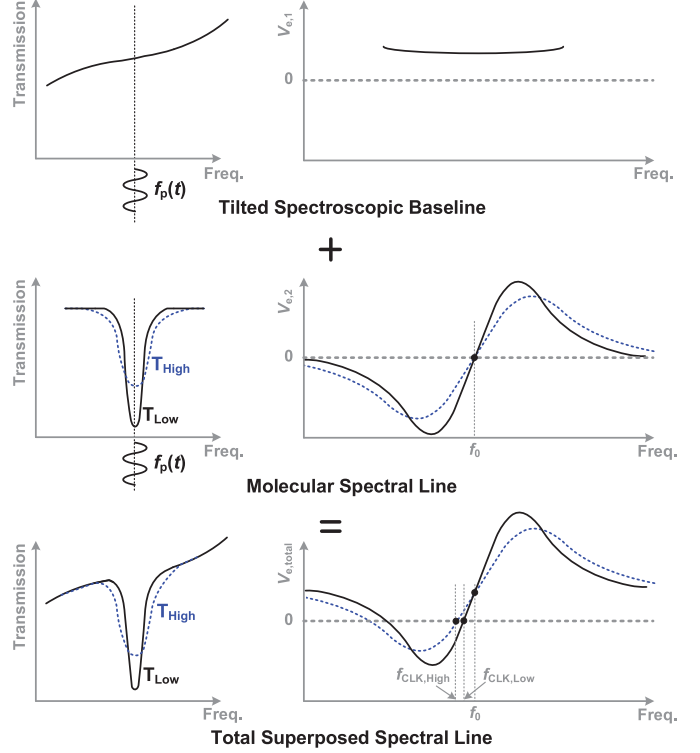 Transmission
Freq.
fp(t)
Ve,1
0
Freq.
Tilted Spectroscopic Baseline
+
Transmission
THigh
TLow
Freq.
fp(t)
Ve,2
0
f0
Freq.
Molecular Spectral Line
=
Transmission
THigh
TLow
Freq.
Ve,total
0
fCLK,High
fCLK,Low
f0
Freq.
Total Superposed Spectral Line